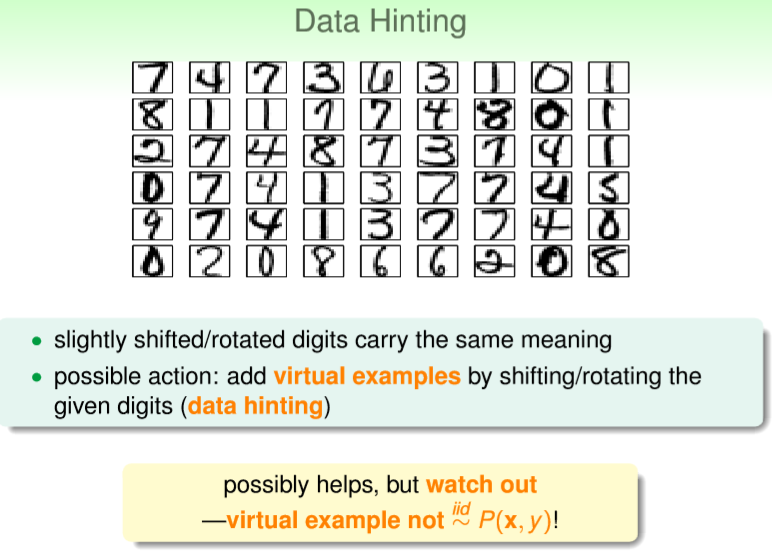 Data Hinting
7 4 7 3 6 3 1 0 1
8 1 1 1 7 4 8 0 1
2 7 4 8 7 3 7 4 1
0 7 4 1 3 7 7 4 5
9 7 4 1 3 7 7 4 0
0 2 0 8 6 6 2 0 8
• slightly shifted/rotated digits carry the same meaning
• possible action: add virtual examples by shifting/rotating the
given digits (data hinting)
possibly helps, but watch out
—virtual example not iid ∼ P(x, y)!